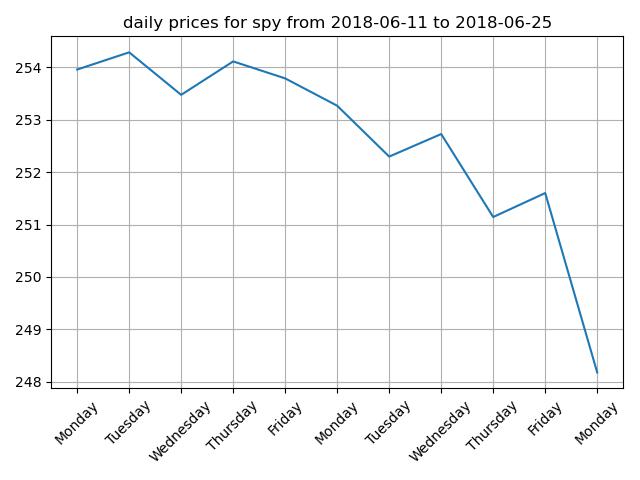 daily prices for spy from 2018-06-11 to 2018-06-25
254
253
252
251
250
249
248
Monday
Tuesday
Wednesday
Thursday
Friday
Monday
Tuesday
Wednesday
Thursday
Friday
Monday